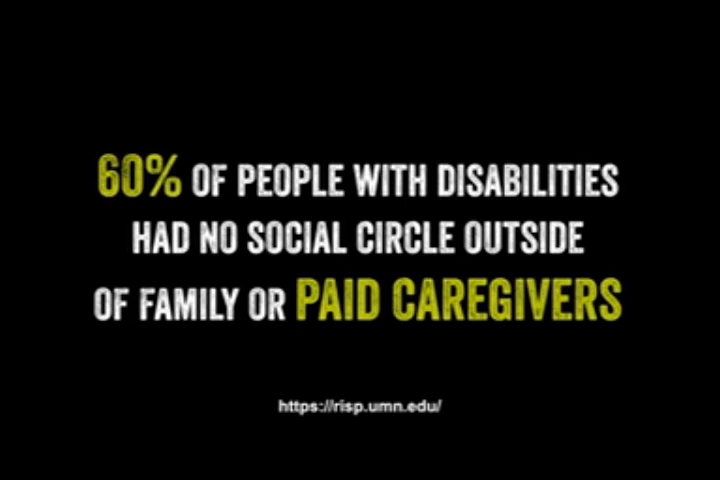 60% OF PEOPLE WITH DISABILITIES
HAD NO SOCIAL CIRCLE OUTSIDE
OF FAMILY OR PAID CAREGIVERS
https://risp.umn.edu/